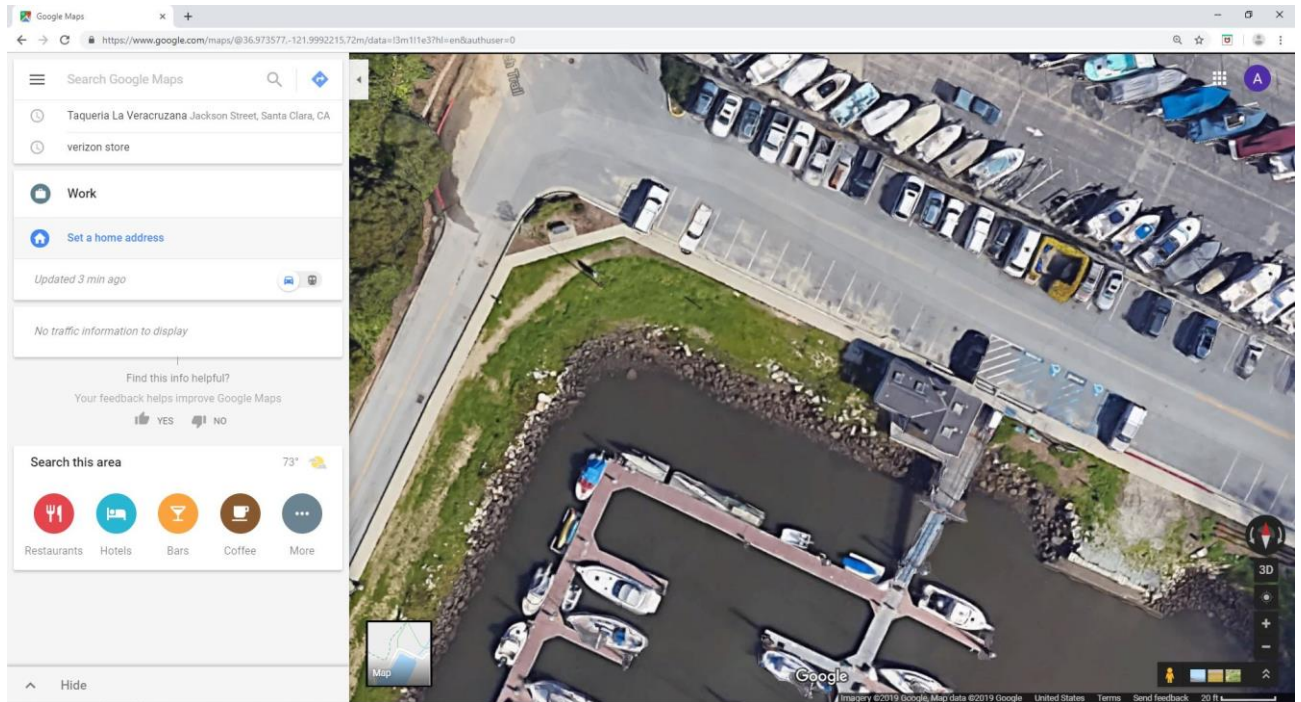 Google Maps
https://www.google.com/maps/@36.973577,-121.9992215,72m/data=!3m1!1e3?hl=en&authuser=0
Search Google Maps
Taqueria La Veracruzana Jackson Street, Santa Clara, CA
verizon store
Work
Set a home address
Updated 3 min ago
No traffic information to display
Find this info helpful?
Your feedback helps improve Google Maps
YES NO
Search this area 73°
Restaurants Hotels Bars Coffee More
Hide
Trail
A
3D
Map
Google
Imagery ©2019 Google, Map data ©2019 Google United States Terms Send feedback 20 ft